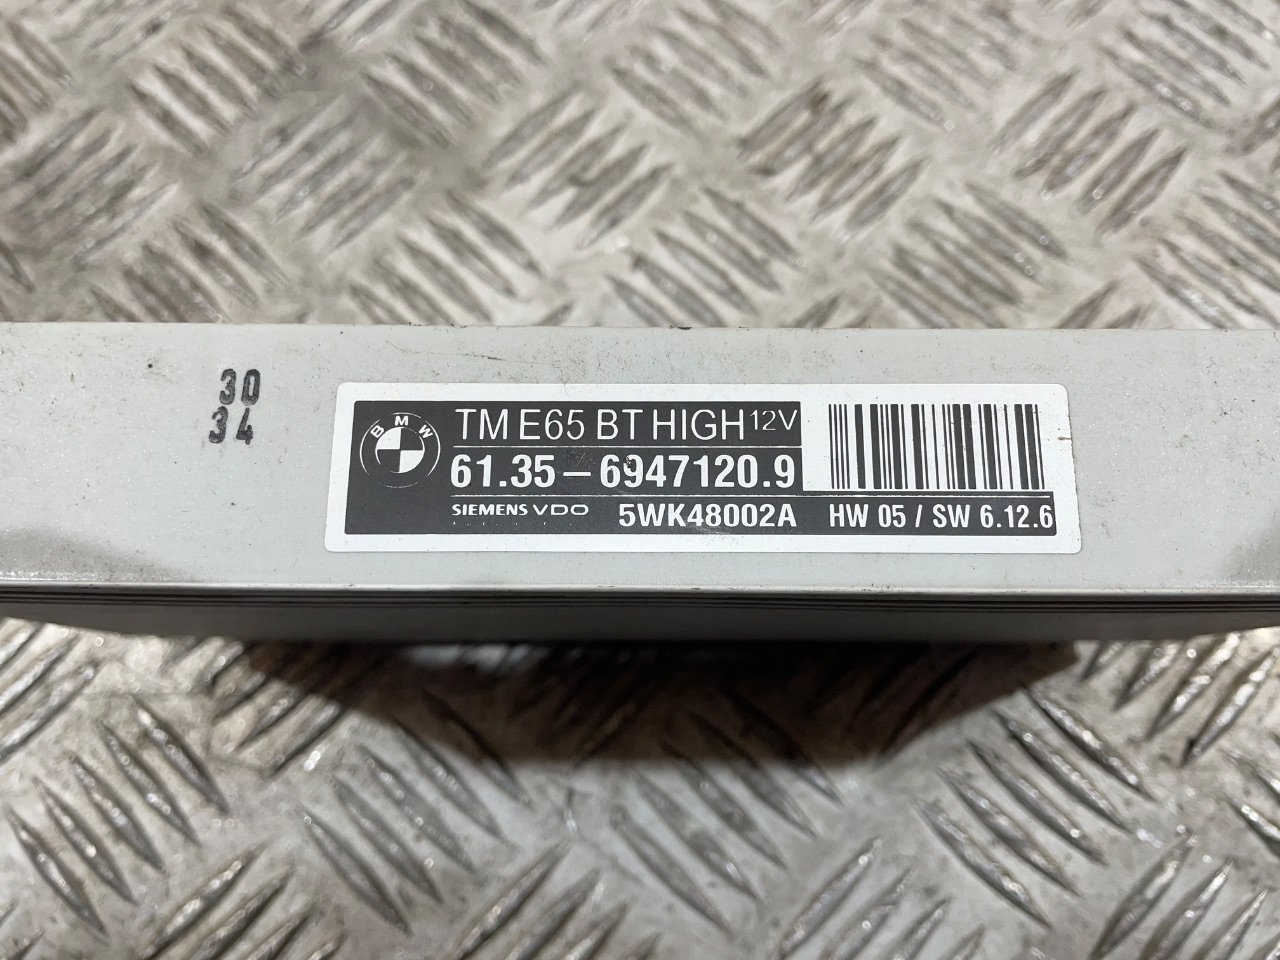 30
34
BMW
TM E65 BT HIGH 12V
61.35 – 6947120.9
SIEMENS VDO 5WK48002A HW 05 / SW 6.12.6